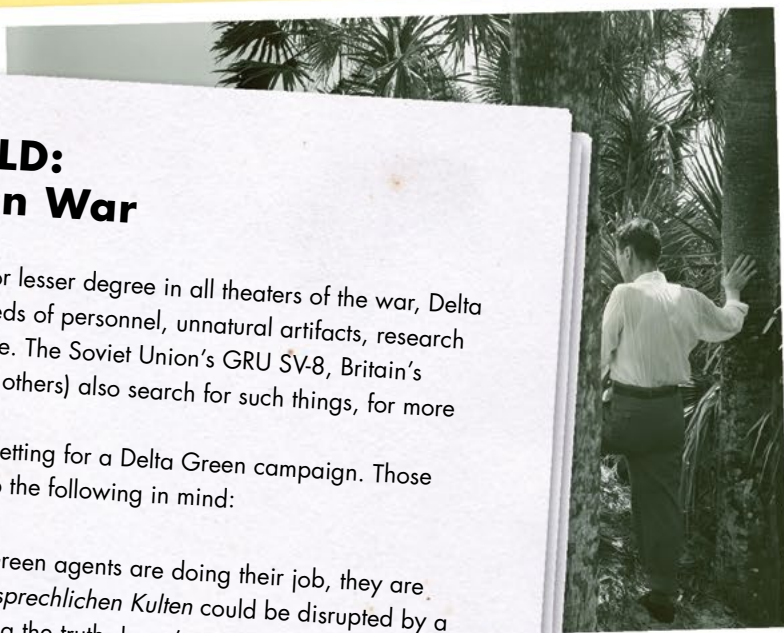 LD:
n War
or lesser degree in all theaters of the war, Delta
eds of personnel, unnatural artifacts, research
e. The Soviet Union's GRU SV-8, Britain's
others) also search for such things, for more
etting for a Delta Green campaign. Those
the following in mind:
reen agents are doing their job, they are
sprechlichen Kulten could be disrupted by a
g the truth